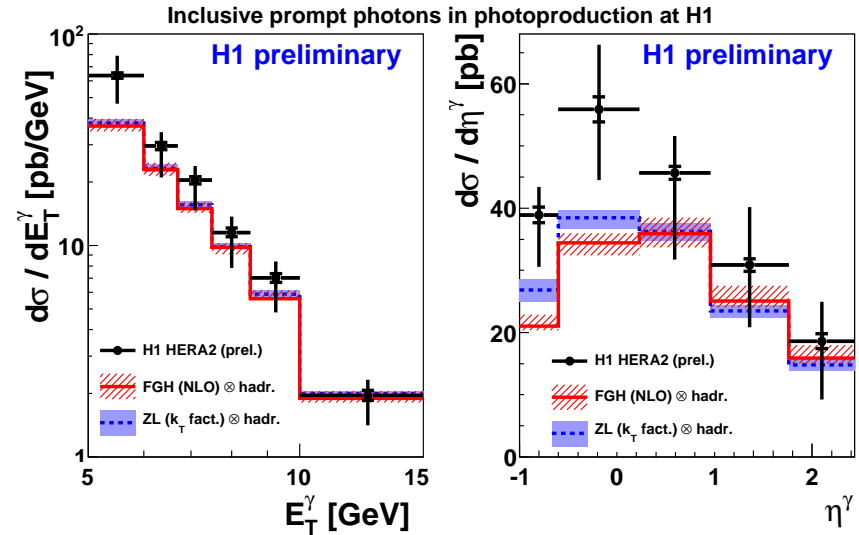 Inclusive prompt photons in photoproduction at H1
H1 preliminary
dσ / dE_T^γ [pb/GeV]
10²
10
1
H1 HERA2 (prel.)
FGH (NLO) ⊗ hadr.
ZL (k_T fact.) ⊗ hadr.
5 10 15
E_T^γ [GeV]
H1 preliminary
dσ / dη^γ [pb]
60
40
20
0
H1 HERA2 (prel.)
FGH (NLO) ⊗ hadr.
ZL (k_T fact.) ⊗ hadr.
-1 0 1 2
η^γ